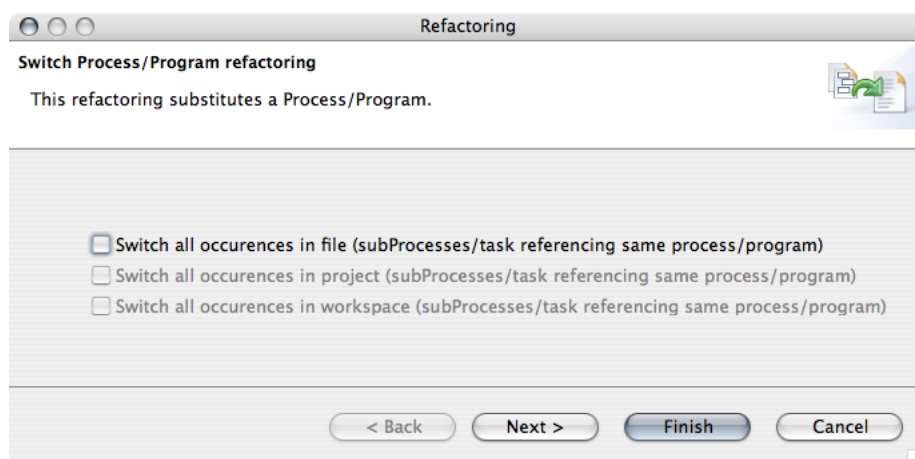 Refactoring
Switch Process/Program refactoring
This refactoring substitutes a Process/Program.
Switch all occurences in file (subProcesses/task referencing same process/program)
Switch all occurences in project (subProcesses/task referencing same process/program)
Switch all occurences in workspace (subProcesses/task referencing same process/program)
< Back Next > Finish Cancel